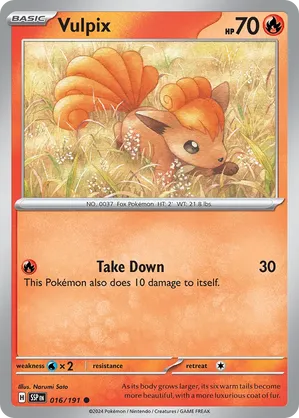 BASIC
Vulpix HP 70
NO. 0037 Fox Pokémon HT: 2' WT: 21.8 lbs.
Take Down 30
This Pokémon also does 10 damage to itself.
weakness ×2 resistance retreat
Illus. Narumi Sato
H SSP EN 016/191
As its body grows larger, its six warm tails become more beautiful, with a more luxurious coat of fur.
©2024 Pokémon / Nintendo / Creatures / GAME FREAK